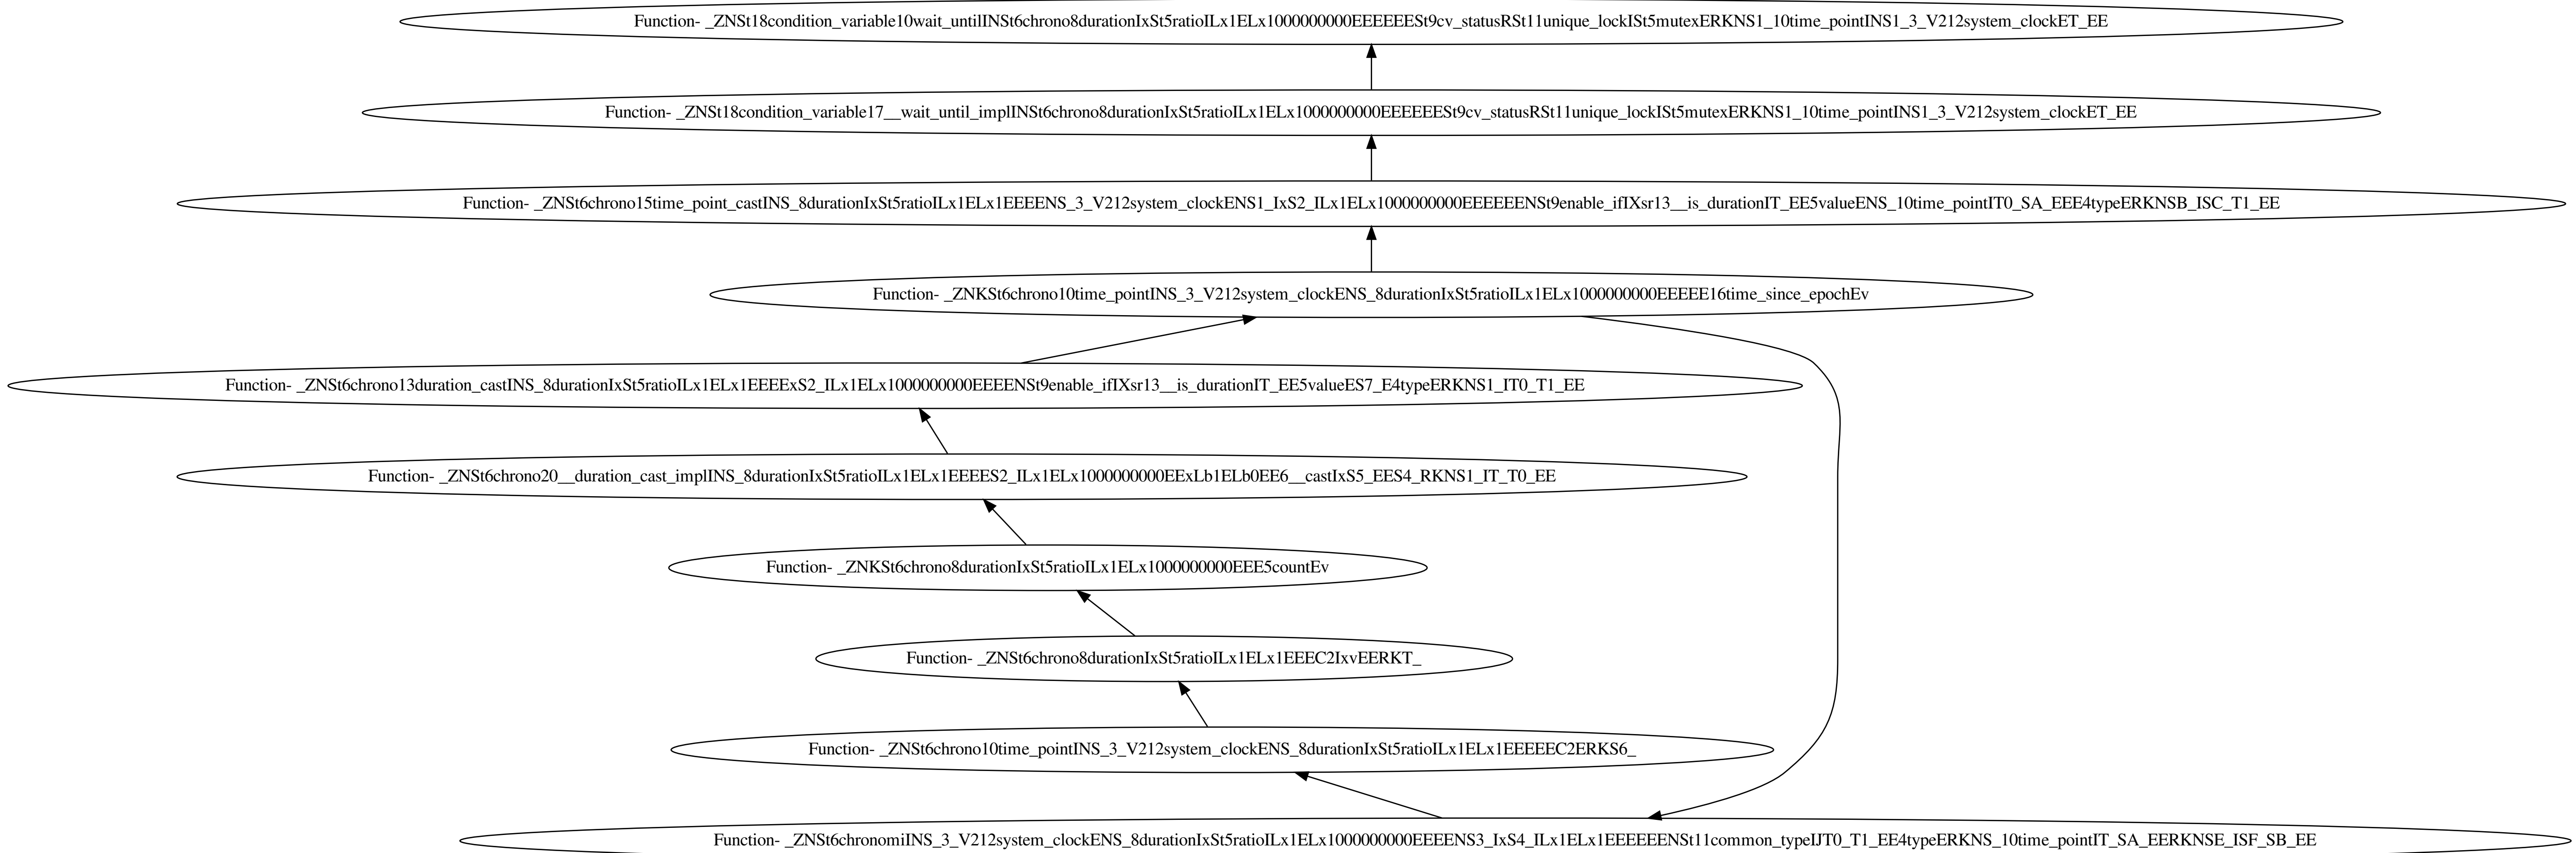 Function- _ZNSt18condition_variable10wait_untilINSt6chrono8durationIxSt5ratioILx1ELx1000000000EEEEEESt9cv_statusRSt11unique_lockISt5mutexERKNS1_10time_pointINS1_3_V212system_clockET_EE
Function- _ZNSt18condition_variable17__wait_until_implINSt6chrono8durationIxSt5ratioILx1ELx1000000000EEEEEESt9cv_statusRSt11unique_lockISt5mutexERKNS1_10time_pointINS1_3_V212system_clockET_EE
Function- _ZNSt6chrono15time_point_castINS_8durationIxSt5ratioILx1ELx1EEEENS_3_V212system_clockENS1_IxS2_ILx1ELx1000000000EEEEEENSt9enable_ifIXsr13__is_durationIT_EE5valueENS_10time_pointIT0_SA_EEE4typeERKNSB_ISC_T1_EE
Function- _ZNKSt6chrono10time_pointINS_3_V212system_clockENS_8durationIxSt5ratioILx1ELx1000000000EEEEE16time_since_epochEv
Function- _ZNSt6chrono13duration_castINS_8durationIxSt5ratioILx1ELx1EEEExS2_ILx1ELx1000000000EEEENSt9enable_ifIXsr13__is_durationIT_EE5valueES7_E4typeERKNS1_IT0_T1_EE
Function- _ZNSt6chrono20__duration_cast_implINS_8durationIxSt5ratioILx1ELx1EEEES2_ILx1ELx1000000000EExLb1ELb0EE6__castIxS5_EES4_RKNS1_IT_T0_EE
Function- _ZNKSt6chrono8durationIxSt5ratioILx1ELx1000000000EEE5countEv
Function- _ZNSt6chrono8durationIxSt5ratioILx1ELx1EEEC2IxvEERKT_
Function- _ZNSt6chrono10time_pointINS_3_V212system_clockENS_8durationIxSt5ratioILx1ELx1EEEEEC2ERKS6_
Function- _ZNSt6chronomiINS_3_V212system_clockENS_8durationIxSt5ratioILx1ELx1000000000EEEENS3_IxS4_ILx1ELx1EEEEEENSt11common_typeIJT0_T1_EE4typeERKNS_10time_pointIT_SA_EERKNSE_ISF_SB_EE